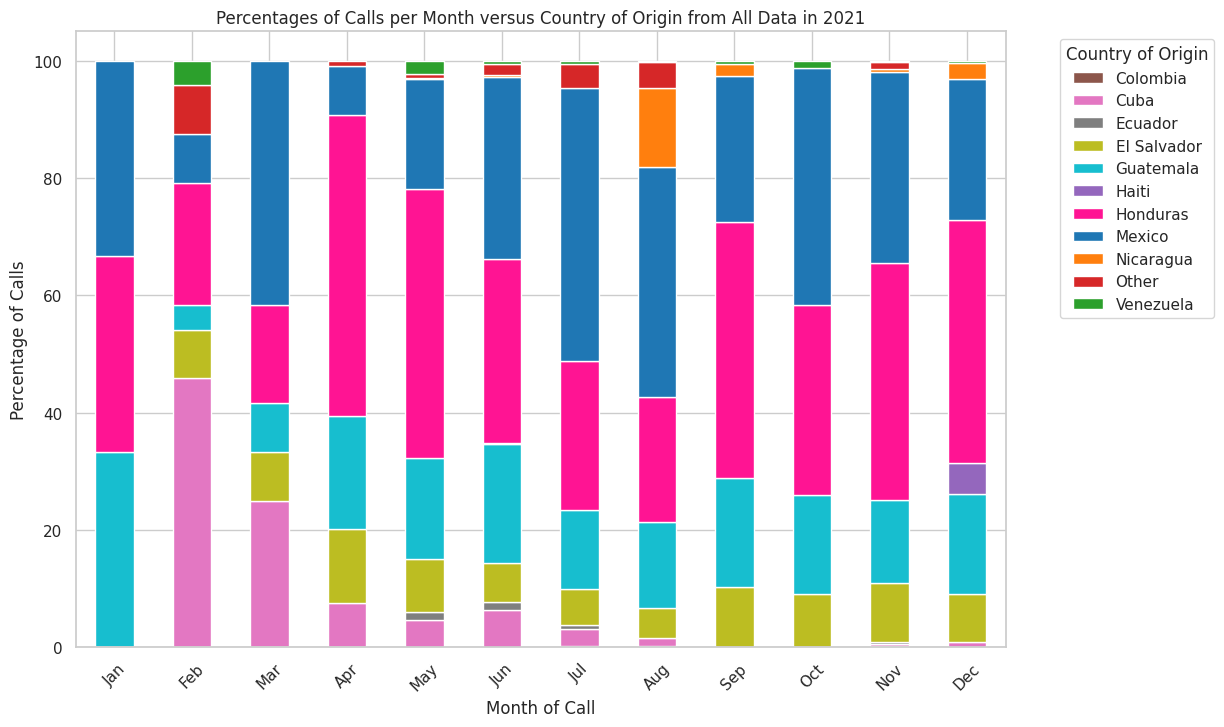 Percentages of Calls per Month versus Country of Origin from All Data in 2021
Percentage of Calls
100
80
60
40
20
0
Jan
Feb
Mar
Apr
May
Jun
Jul
Aug
Sep
Oct
Nov
Dec
Month of Call
Country of Origin
Colombia
Cuba
Ecuador
El Salvador
Guatemala
Haiti
Honduras
Mexico
Nicaragua
Other
Venezuela